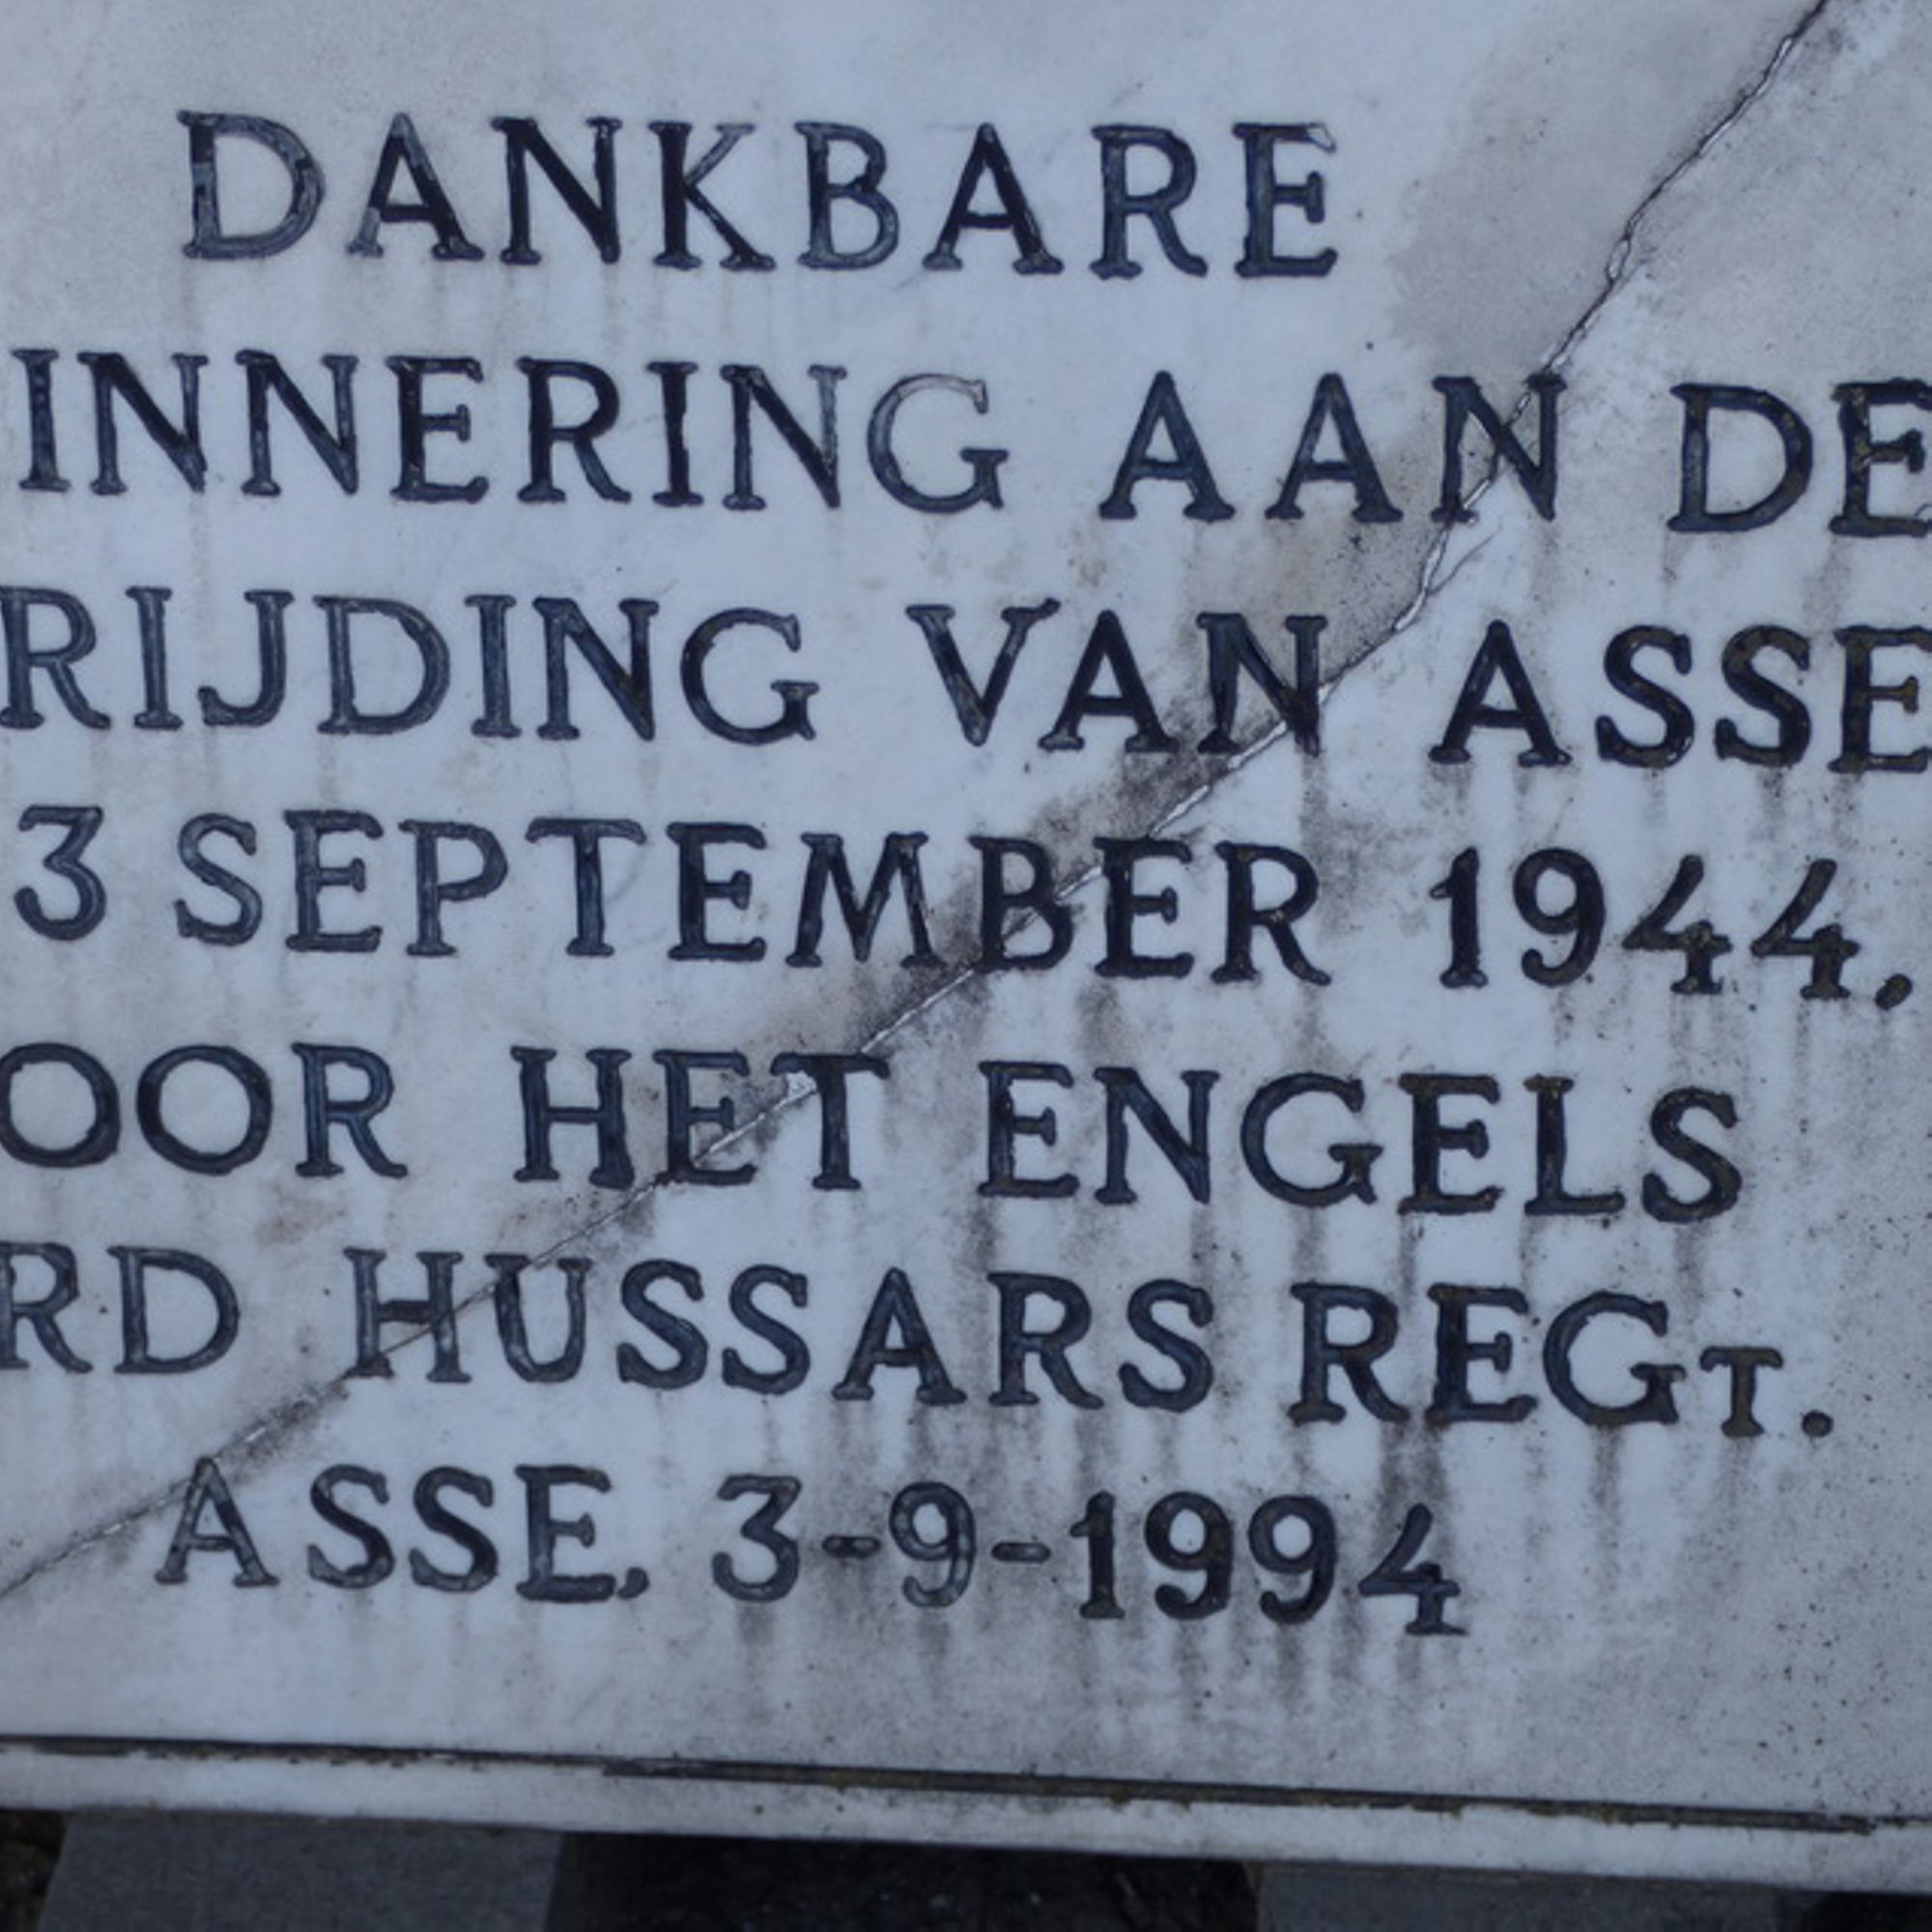 DANKBARE
INNERING AAN DE
RIJDING VAN ASSE
3 SEPTEMBER 1944,
OOR HET ENGELS
RD HUSSARS REGT.
ASSE, 3-9-1994